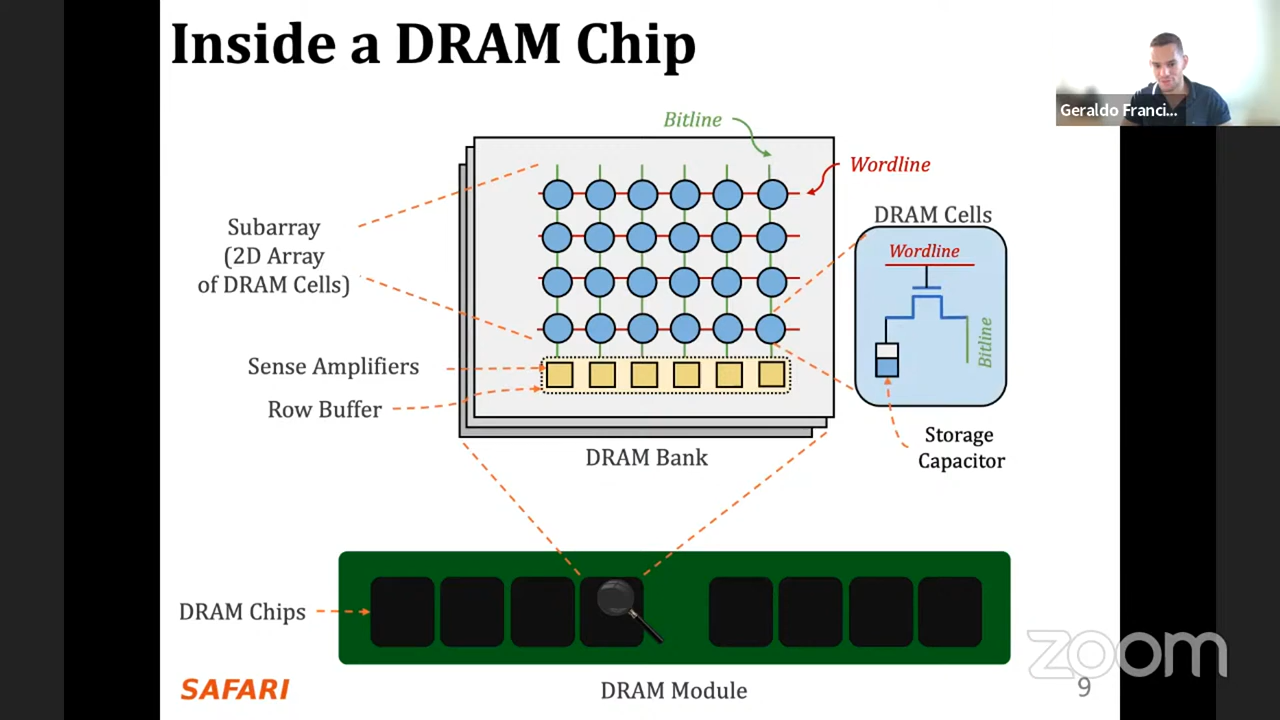 Inside a DRAM Chip
Geraldo Franci...
Bitline
Wordline
DRAM Cells
Subarray
(2D Array
of DRAM Cells)
Wordline
Bitline
Sense Amplifiers
Row Buffer
Storage
Capacitor
DRAM Bank
DRAM Chips
DRAM Module
SAFARI
zoom
9